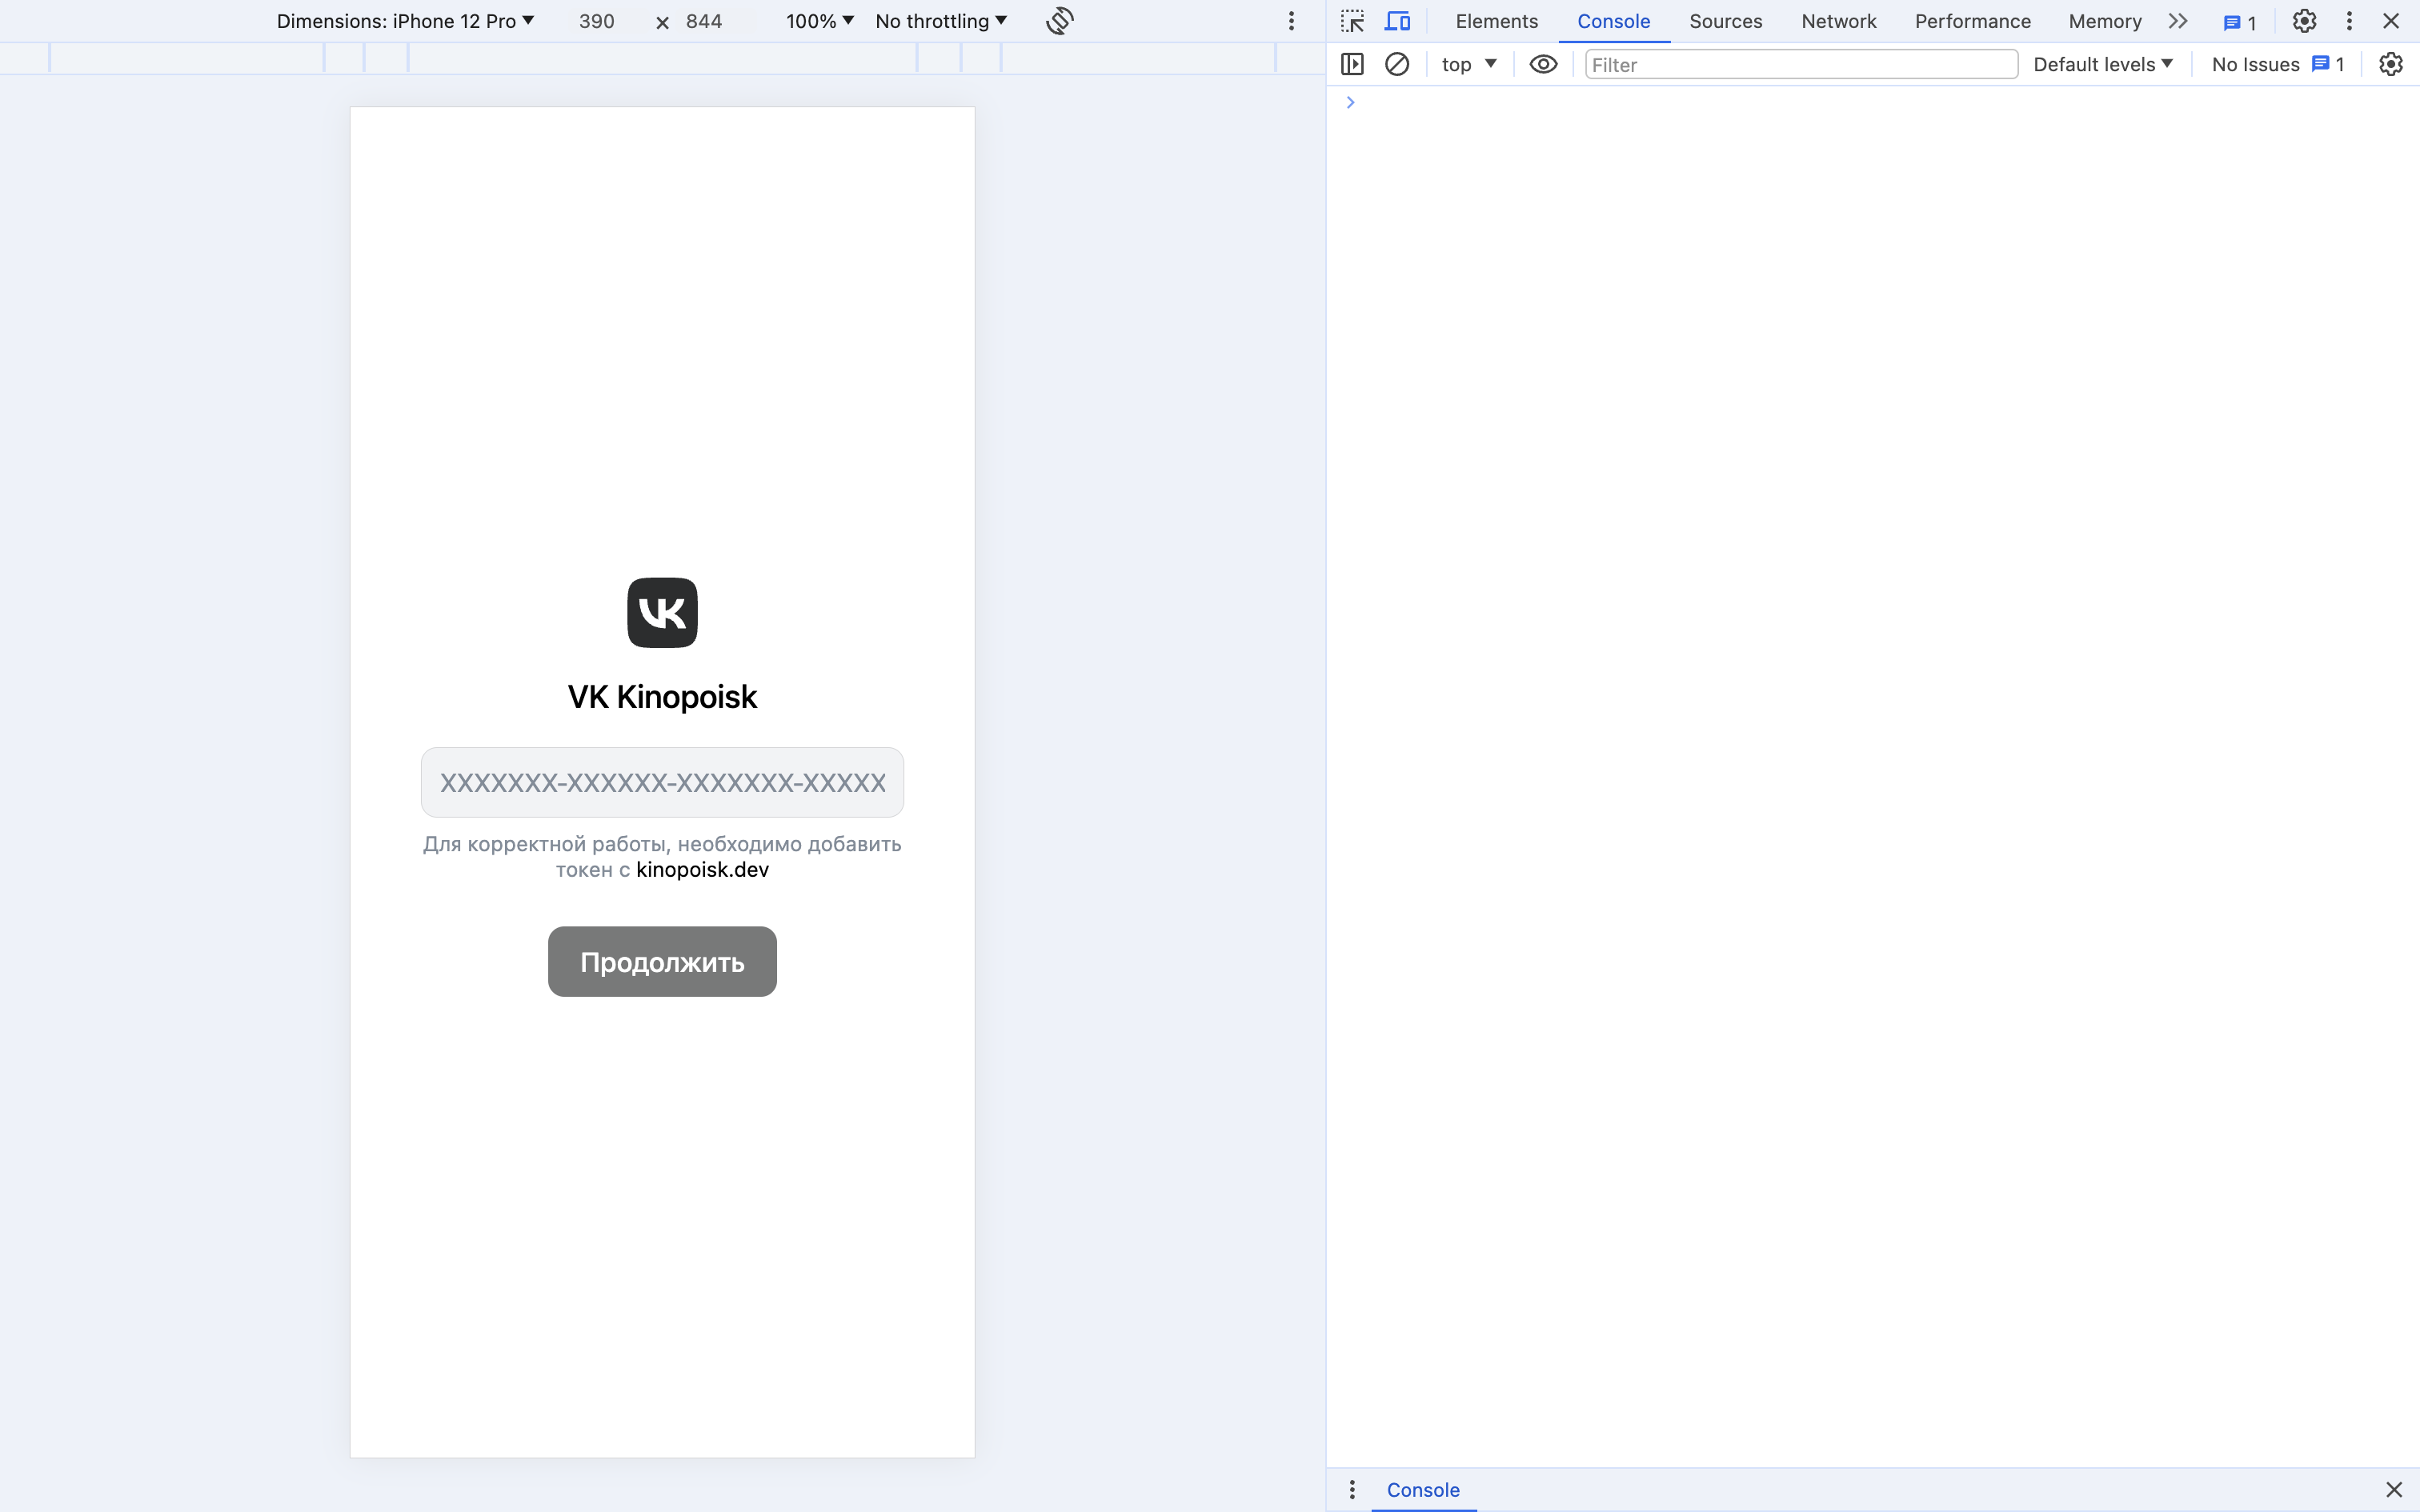 Dimensions: iPhone 12 Pro 390 × 844 100% No throttling
Elements Console Sources Network Performance Memory 1
top Filter Default levels No Issues 1
VK
VK Kinopoisk
XXXXXXX-XXXXXX-XXXXXXX-XXXXX
Для корректной работы, необходимо добавить
токен с kinopoisk.dev
Продолжить
Console